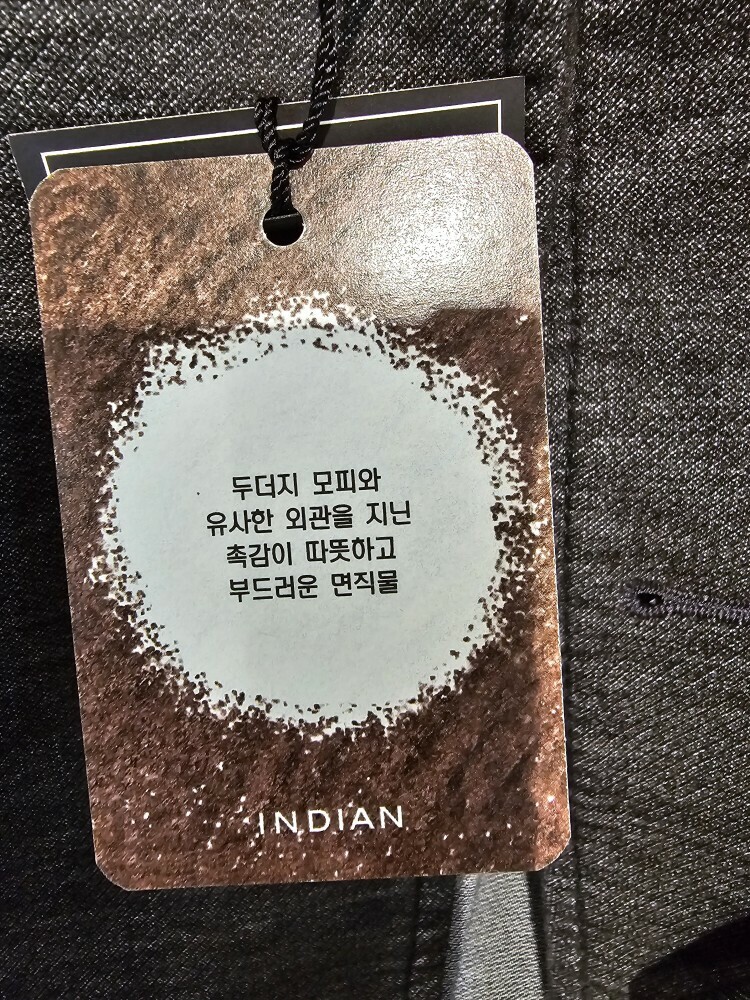 두더지 모피와
유사한 외관을 지닌
촉감이 따뜻하고
부드러운 면직물
INDIAN